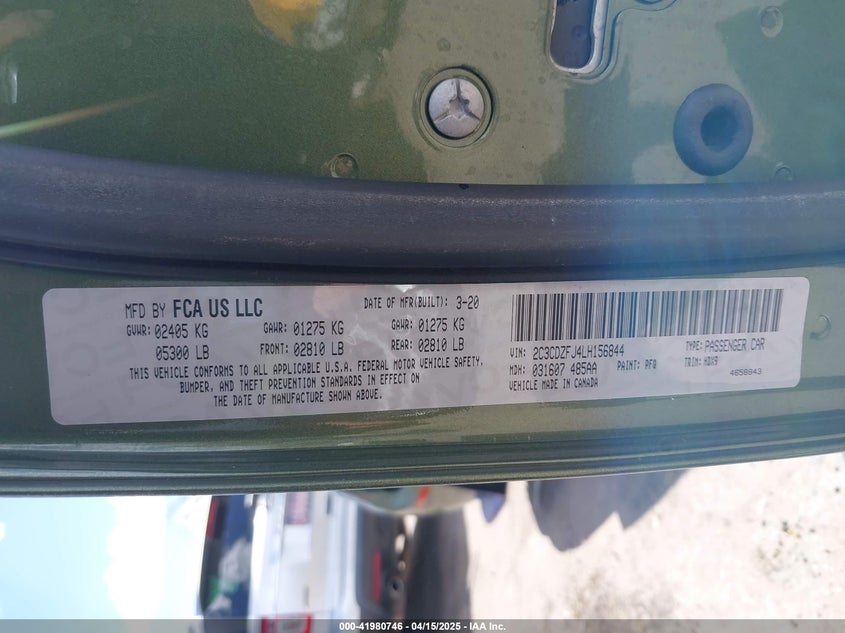 MFD BY FCA US LLC DATE OF MFR(BUILT): 3-20
GVWR: 02405 KG GAWR: 01275 KG GAWR: 01275 KG
05300 LB FRONT: 02810 LB REAR: 02810 LB
THIS VEHICLE CONFORMS TO ALL APPLICABLE U.S.A. FEDERAL MOTOR VEHICLE SAFETY,
BUMPER, AND THEFT PREVENTION STANDARDS IN EFFECT ON
THE DATE OF MANUFACTURE SHOWN ABOVE.
VIN: 2C3CDZFJ4LH156844 TYPE: PASSENGER CAR
MDH: 031607 485AA PAINT: PFQ TRIM: HDX9
VEHICLE MADE IN CANADA 4658843
000-41980746 - 04/15/2025 - IAA Inc.